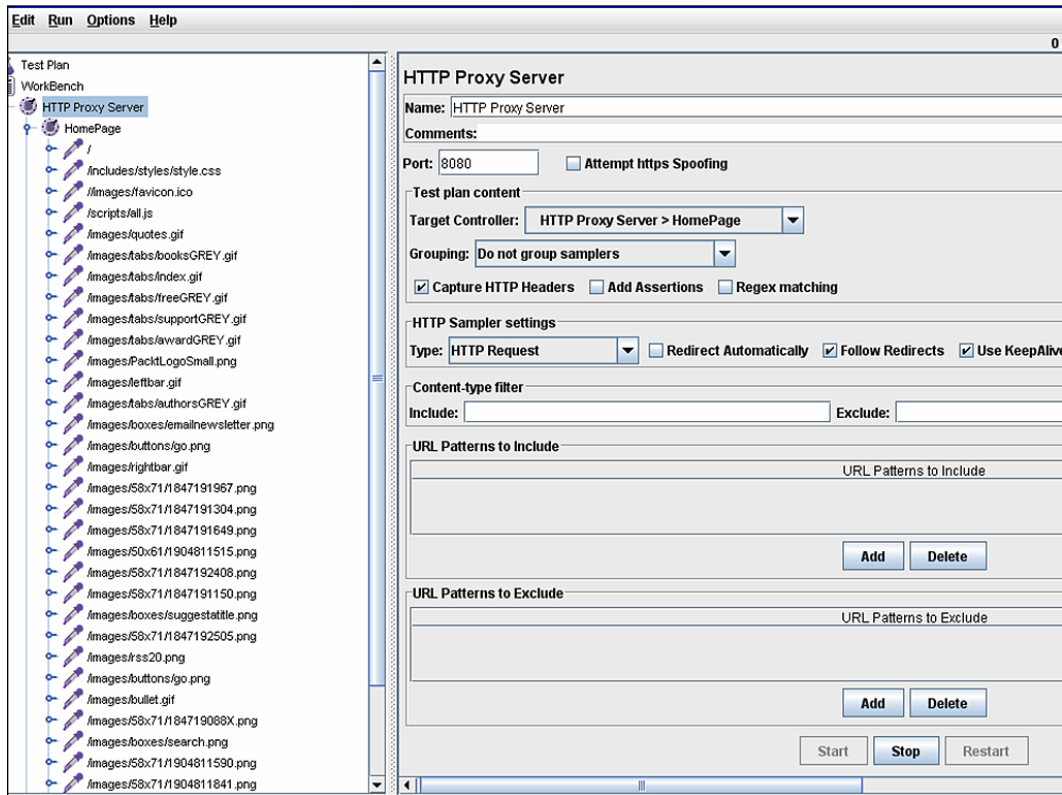 Edit Run Options Help
0
Test Plan
WorkBench
HTTP Proxy Server
HomePage
/
/includes/styles/style.css
//images/favicon.ico
/scripts/all.js
/images/quotes.gif
/images/tabs/booksGREY.gif
/images/tabs/index.gif
/images/tabs/freeGREY.gif
/images/tabs/supportGREY.gif
/images/tabs/awardGREY.gif
/images/PacktLogoSmall.png
/images/leftbar.gif
/images/tabs/authorsGREY.gif
/images/boxes/emailnewsletter.png
/images/buttons/go.png
/images/rightbar.gif
/images/58x71/1847191967.png
/images/58x71/1847191304.png
/images/58x71/1847191649.png
/images/50x61/1904811515.png
/images/58x71/1847192408.png
/images/58x71/1847191150.png
/images/boxes/suggestatitle.png
/images/58x71/1847192505.png
/images/rss20.png
/images/buttons/go.png
/images/bullet.gif
/images/58x71/184719088X.png
/images/boxes/search.png
/images/58x71/1904811590.png
/images/58x71/1904811841.png
HTTP Proxy Server
Name: HTTP Proxy Server
Comments:
Port: 8080 Attempt https Spoofing
Test plan content
Target Controller: HTTP Proxy Server > HomePage
Grouping: Do not group samplers
Capture HTTP Headers Add Assertions Regex matching
HTTP Sampler settings
Type: HTTP Request Redirect Automatically Follow Redirects Use KeepAlive
Content-type filter
Include: Exclude:
URL Patterns to Include
URL Patterns to Include
Add Delete
URL Patterns to Exclude
URL Patterns to Exclude
Add Delete
Start Stop Restart